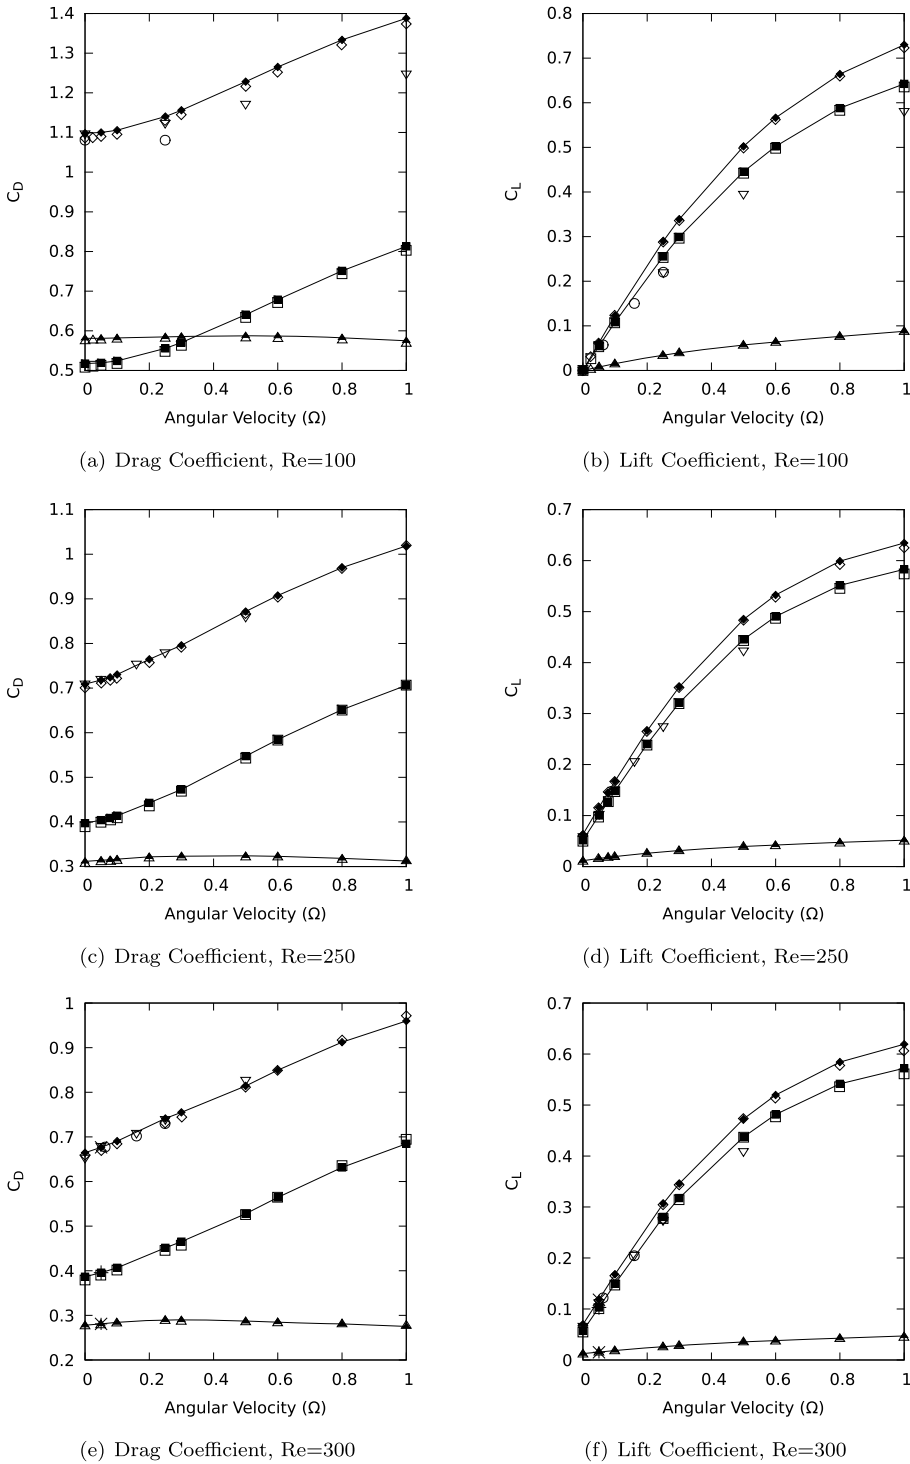 1.4
1.3
1.2
1.1
1
0.9
0.8
0.7
0.6
0.5
C_D
0 0.2 0.4 0.6 0.8 1
Angular Velocity (Ω)
(a) Drag Coefficient, Re=100
0.8
0.7
0.6
0.5
0.4
0.3
0.2
0.1
0
C_L
0 0.2 0.4 0.6 0.8 1
Angular Velocity (Ω)
(b) Lift Coefficient, Re=100
1.1
1
0.9
0.8
0.7
0.6
0.5
0.4
0.3
C_D
0 0.2 0.4 0.6 0.8 1
Angular Velocity (Ω)
(c) Drag Coefficient, Re=250
0.7
0.6
0.5
0.4
0.3
0.2
0.1
0
C_L
0 0.2 0.4 0.6 0.8 1
Angular Velocity (Ω)
(d) Lift Coefficient, Re=250
1
0.9
0.8
0.7
0.6
0.5
0.4
0.3
0.2
C_D
0 0.2 0.4 0.6 0.8 1
Angular Velocity (Ω)
(e) Drag Coefficient, Re=300
0.7
0.6
0.5
0.4
0.3
0.2
0.1
0
C_L
0 0.2 0.4 0.6 0.8 1
Angular Velocity (Ω)
(f) Lift Coefficient, Re=300